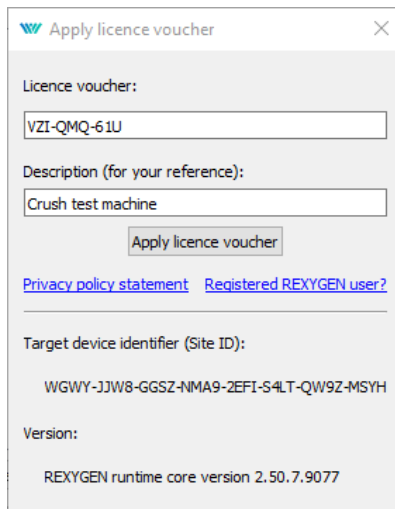 Apply licence voucher
Licence voucher:
VZI-QMQ-61U
Description (for your reference):
Crush test machine
Apply licence voucher
Privacy policy statement Registered REXYGEN user?
Target device identifier (Site ID):
WGWY-JJW8-GGSZ-NMA9-2EFI-S4LT-QW9Z-MSYH
Version:
REXYGEN runtime core version 2.50.7.9077